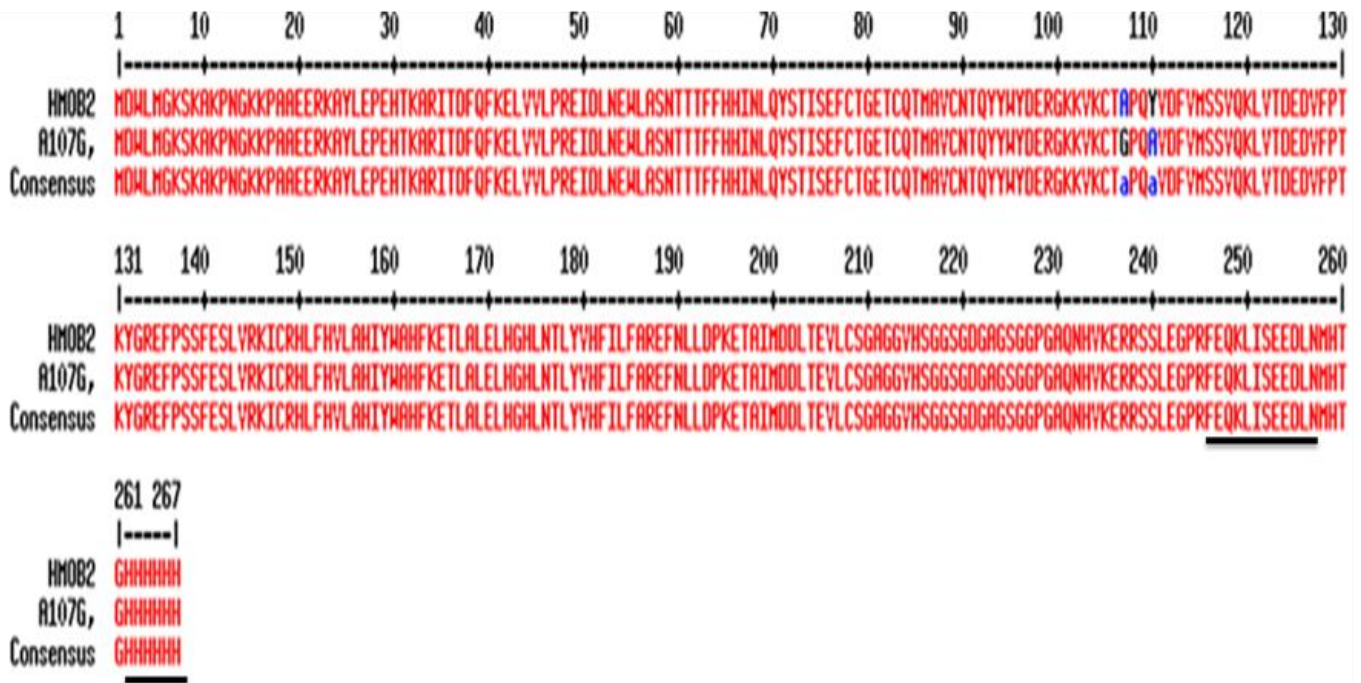 1 10 20 30 40 50 60 70 80 90 100 110 120 130
|--------+---------+---------+---------+---------+---------+---------+---------+---------+---------+---------+---------+---------|
HMOB2 MDWLMGKSKAKPNGKKPAAEERKAYLEPEHTKARITDFQFKELVVLPREIDLNEWLASNTTTFFHHINLQYSTISEFCTGETCQTMAVCNTQYYWYDERGKKVKCTAPQYVDFVMSSVQKLVTDEDVFPT
A107G, MDWLMGKSKAKPNGKKPAAEERKAYLEPEHTKARITDFQFKELVVLPREIDLNEWLASNTTTFFHHINLQYSTISEFCTGETCQTMAVCNTQYYWYDERGKKVKCTGPQAVDFVMSSVQKLVTDEDVFPT
Consensus MDWLMGKSKAKPNGKKPAAEERKAYLEPEHTKARITDFQFKELVVLPREIDLNEWLASNTTTFFHHINLQYSTISEFCTGETCQTMAVCNTQYYWYDERGKKVKCTaPQaVDFVMSSVQKLVTDEDVFPT
131 140 150 160 170 180 190 200 210 220 230 240 250 260
|--------+---------+---------+---------+---------+---------+---------+---------+---------+---------+---------+---------+---------|
HMOB2 KYGREFPSSFESLVRKICRHLFHVLAHIYWAHFKETLALELHGHLNTLYVHFILFAREFNLLDPKETAIMDDLTEVLCSGAGGVHSGGSGDGAGSGGPGAQNHVKERRSSLEGPRFEQKLISEEDLNMHT
A107G, KYGREFPSSFESLVRKICRHLFHVLAHIYWAHFKETLALELHGHLNTLYVHFILFAREFNLLDPKETAIMDDLTEVLCSGAGGVHSGGSGDGAGSGGPGAQNHVKERRSSLEGPRFEQKLISEEDLNMHT
Consensus KYGREFPSSFESLVRKICRHLFHVLAHIYWAHFKETLALELHGHLNTLYVHFILFAREFNLLDPKETAIMDDLTEVLCSGAGGVHSGGSGDGAGSGGPGAQNHVKERRSSLEGPRFEQKLISEEDLNMHT
261 267
|-----|
HMOB2 GHHHHHH
A107G, GHHHHHH
Consensus GHHHHHH